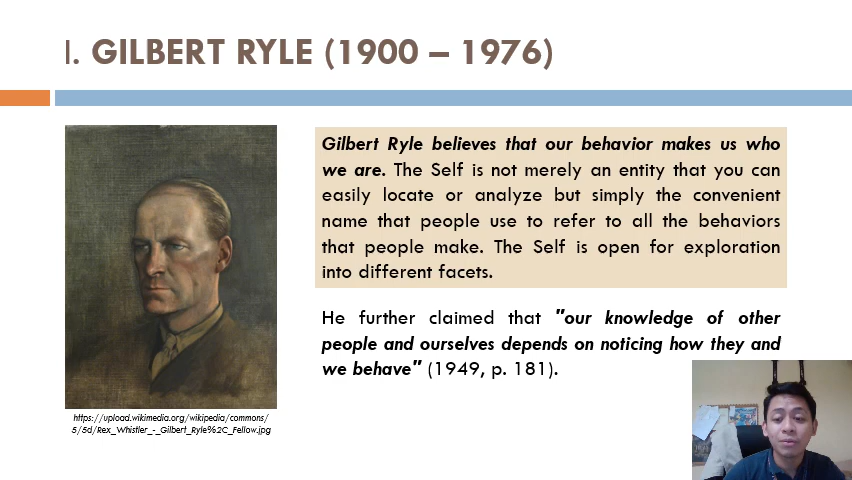 I. GILBERT RYLE (1900 – 1976)
Gilbert Ryle believes that our behavior makes us who
we are. The Self is not merely an entity that you can
easily locate or analyze but simply the convenient
name that people use to refer to all the behaviors
that people make. The Self is open for exploration
into different facets.
He further claimed that "our knowledge of other
people and ourselves depends on noticing how they and
we behave" (1949, p. 181).
https://upload.wikimedia.org/wikipedia/commons/
5/5d/Rex_Whistler_-_Gilbert_Ryle%2C_Fellow.jpg